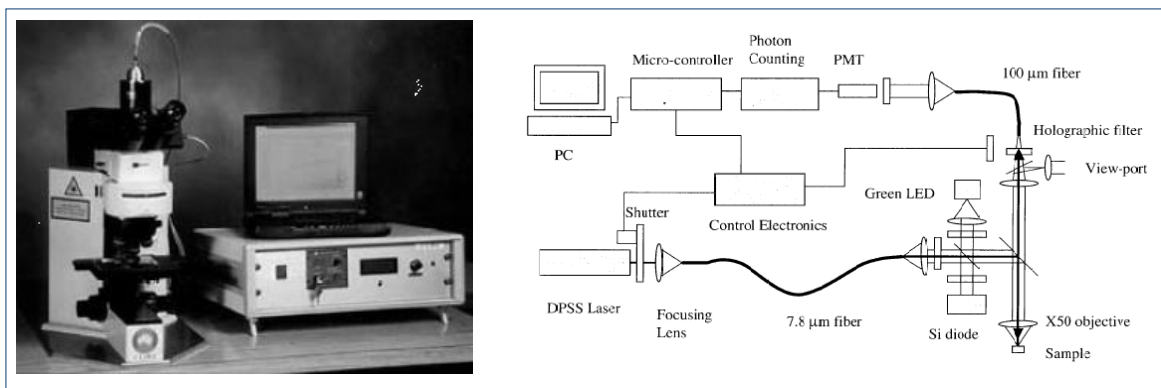 Micro-controller
Photon
Counting
PMT
100 μm fiber
Holographic filter
PC
View-port
Green LED
Shutter
Control Electronics
DPSS Laser
Focusing
Lens
7.8 μm fiber
Si diode
X50 objective
Sample